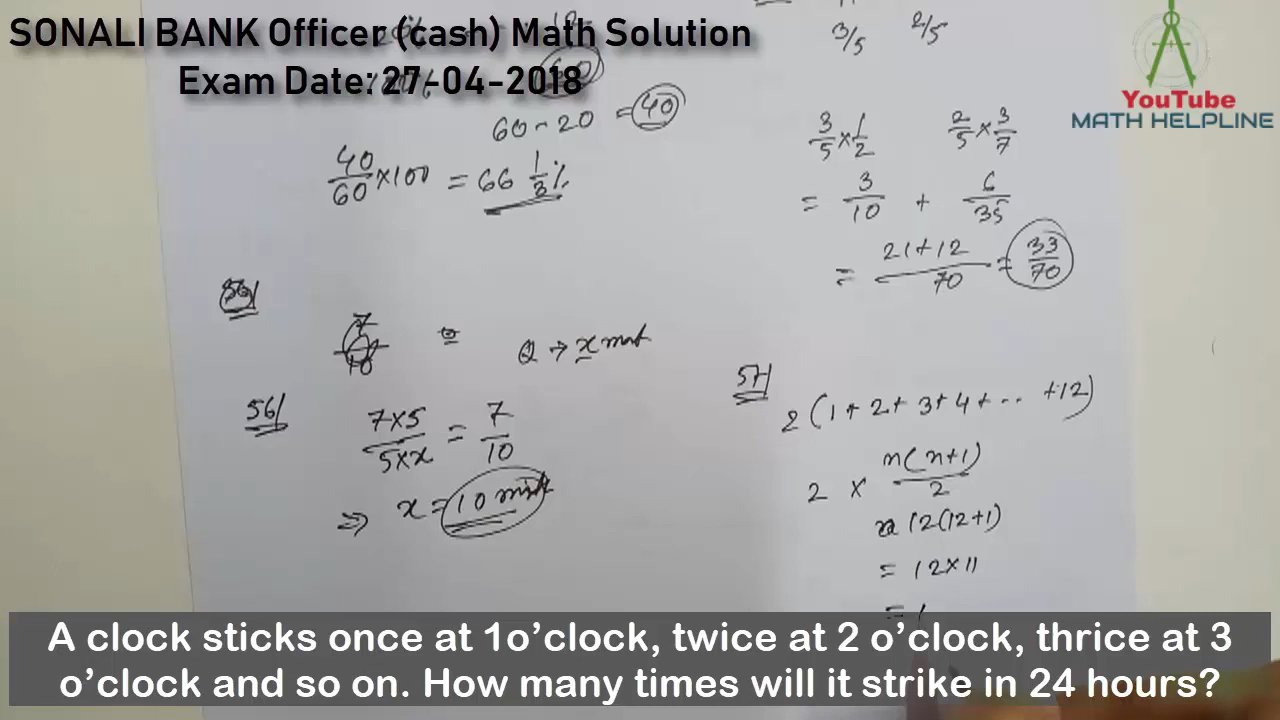 SONALI BANK Officer (cash) Math Solution
Exam Date: 27-04-2018
YouTube
MATH HELPLINE
60 - 20 = 40
40/60 × 100 = 66 1/3 %
3/5 2/5
3/5 × 1/2 2/5 × 3/7
= 3/10 + 6/35
= 21+12/70 = 33/70
7/10
Q → x
56/
7×5/5×x = 7/10
⇒ x = 10
57/
2 (1 + 2 + 3 + 4 + .. + 12)
2 × n(n+1)/2
12(12+1)
= 12 × 11
= 1
A clock sticks once at 1o’clock, twice at 2 o’clock, thrice at 3
o’clock and so on. How many times will it strike in 24 hours?